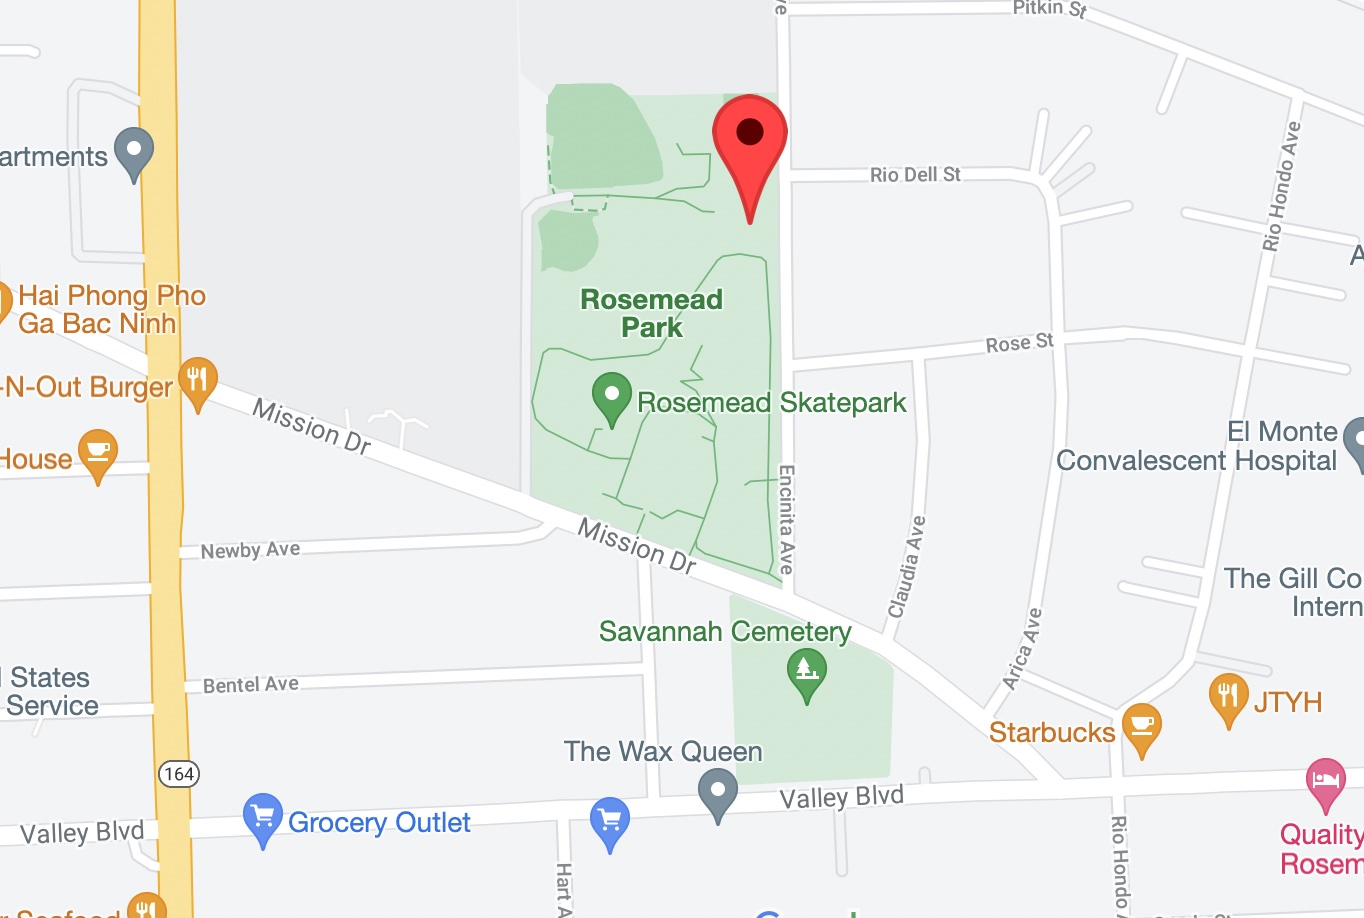 ve
Pitkin St
artments
Rio Dell St
Rio Hondo Ave
A
Hai Phong Pho
Ga Bac Ninh
Rosemead
Park
Rose St
-N-Out Burger
Mission Dr
Rosemead Skatepark
House
El Monte
Convalescent Hospital
Encinita Ave
Newby Ave
Mission Dr
Claudia Ave
The Gill Co
Intern
Savannah Cemetery
Arica Ave
l States
Service
Bentel Ave
JTYH
Starbucks
The Wax Queen
164
Valley Blvd
Grocery Outlet
Valley Blvd
Quality
Rosem
Hart A
Rio Hondo A
r Seafood